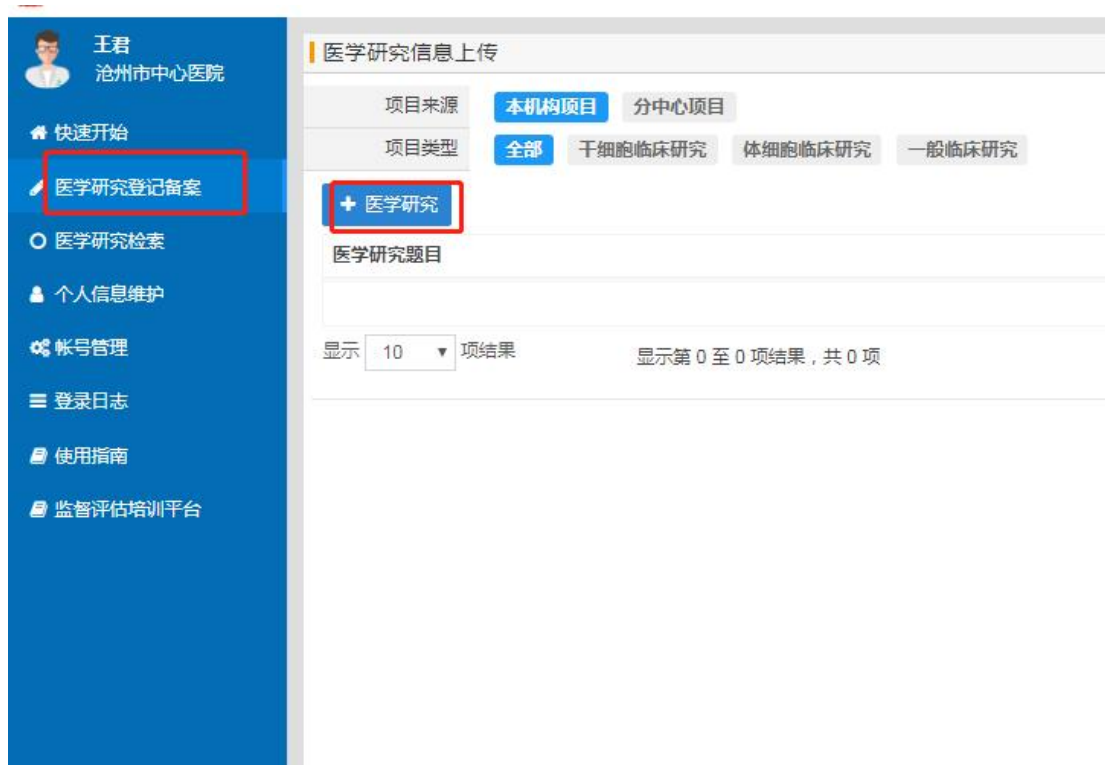 王君
沧州市中心医院
快速开始
医学研究登记备案
医学研究检索
个人信息维护
帐号管理
登录日志
使用指南
监督评估培训平台
医学研究信息上传
项目来源 本机构项目 分中心项目
项目类型 全部 干细胞临床研究 体细胞临床研究 一般临床研究
+ 医学研究
医学研究题目
显示 10 项结果 显示第 0 至 0 项结果，共 0 项